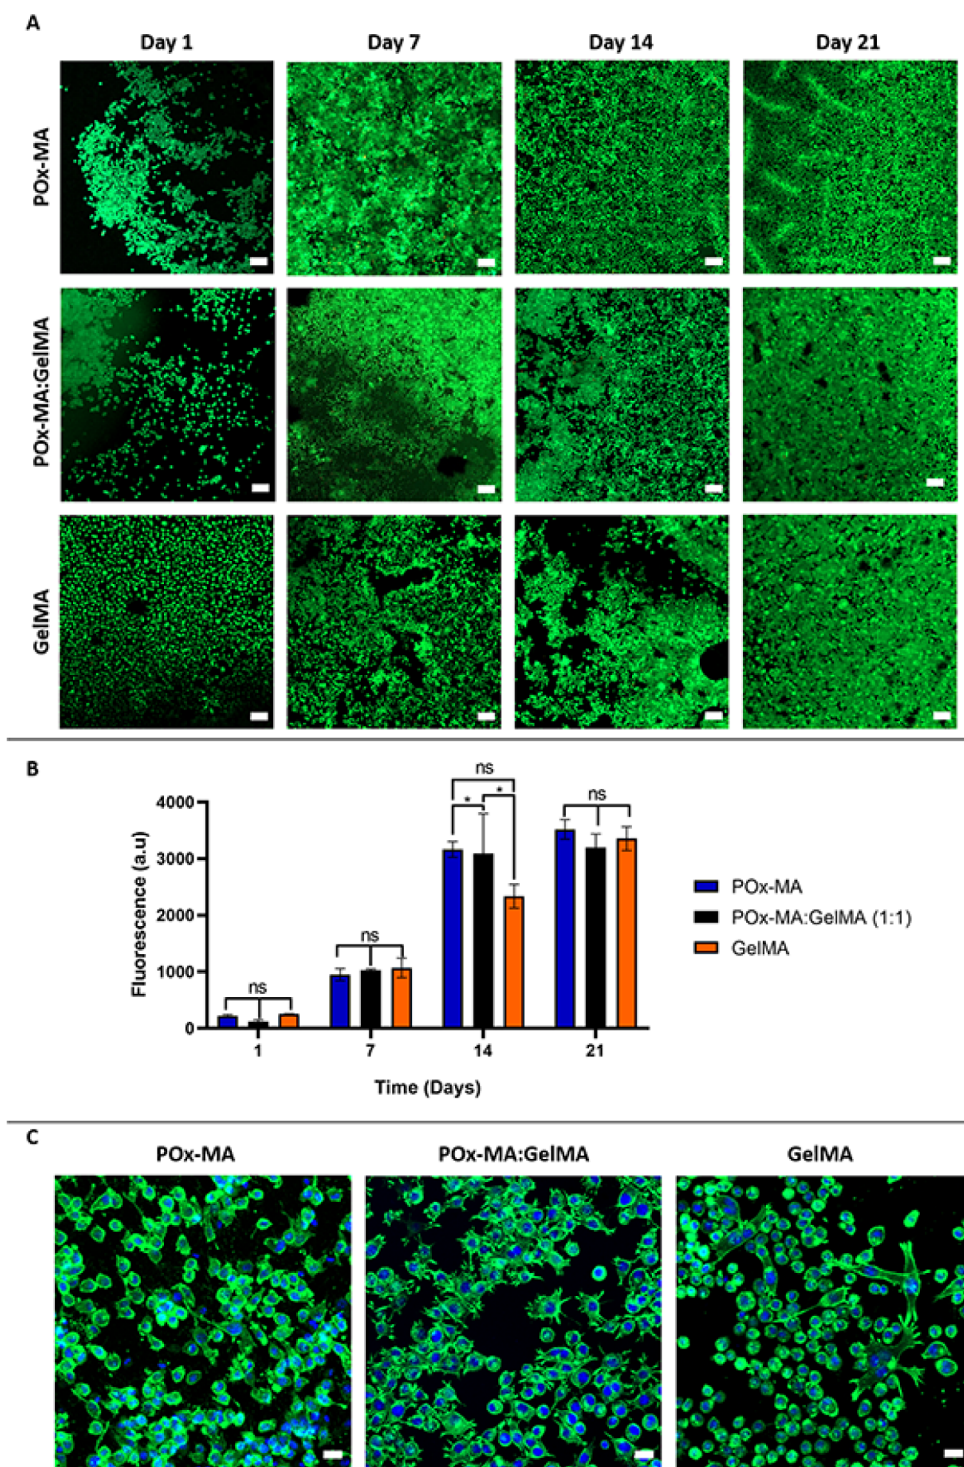 A
Day 1 Day 7 Day 14 Day 21
POx-MA
POx-MA:GelMA
GelMA
B
Fluorescence (a.u)
4000
3000
2000
1000
0
ns
ns
ns
* *
ns
1 7 14 21
Time (Days)
POx-MA
POx-MA:GelMA (1:1)
GelMA
C
POx-MA POx-MA:GelMA GelMA